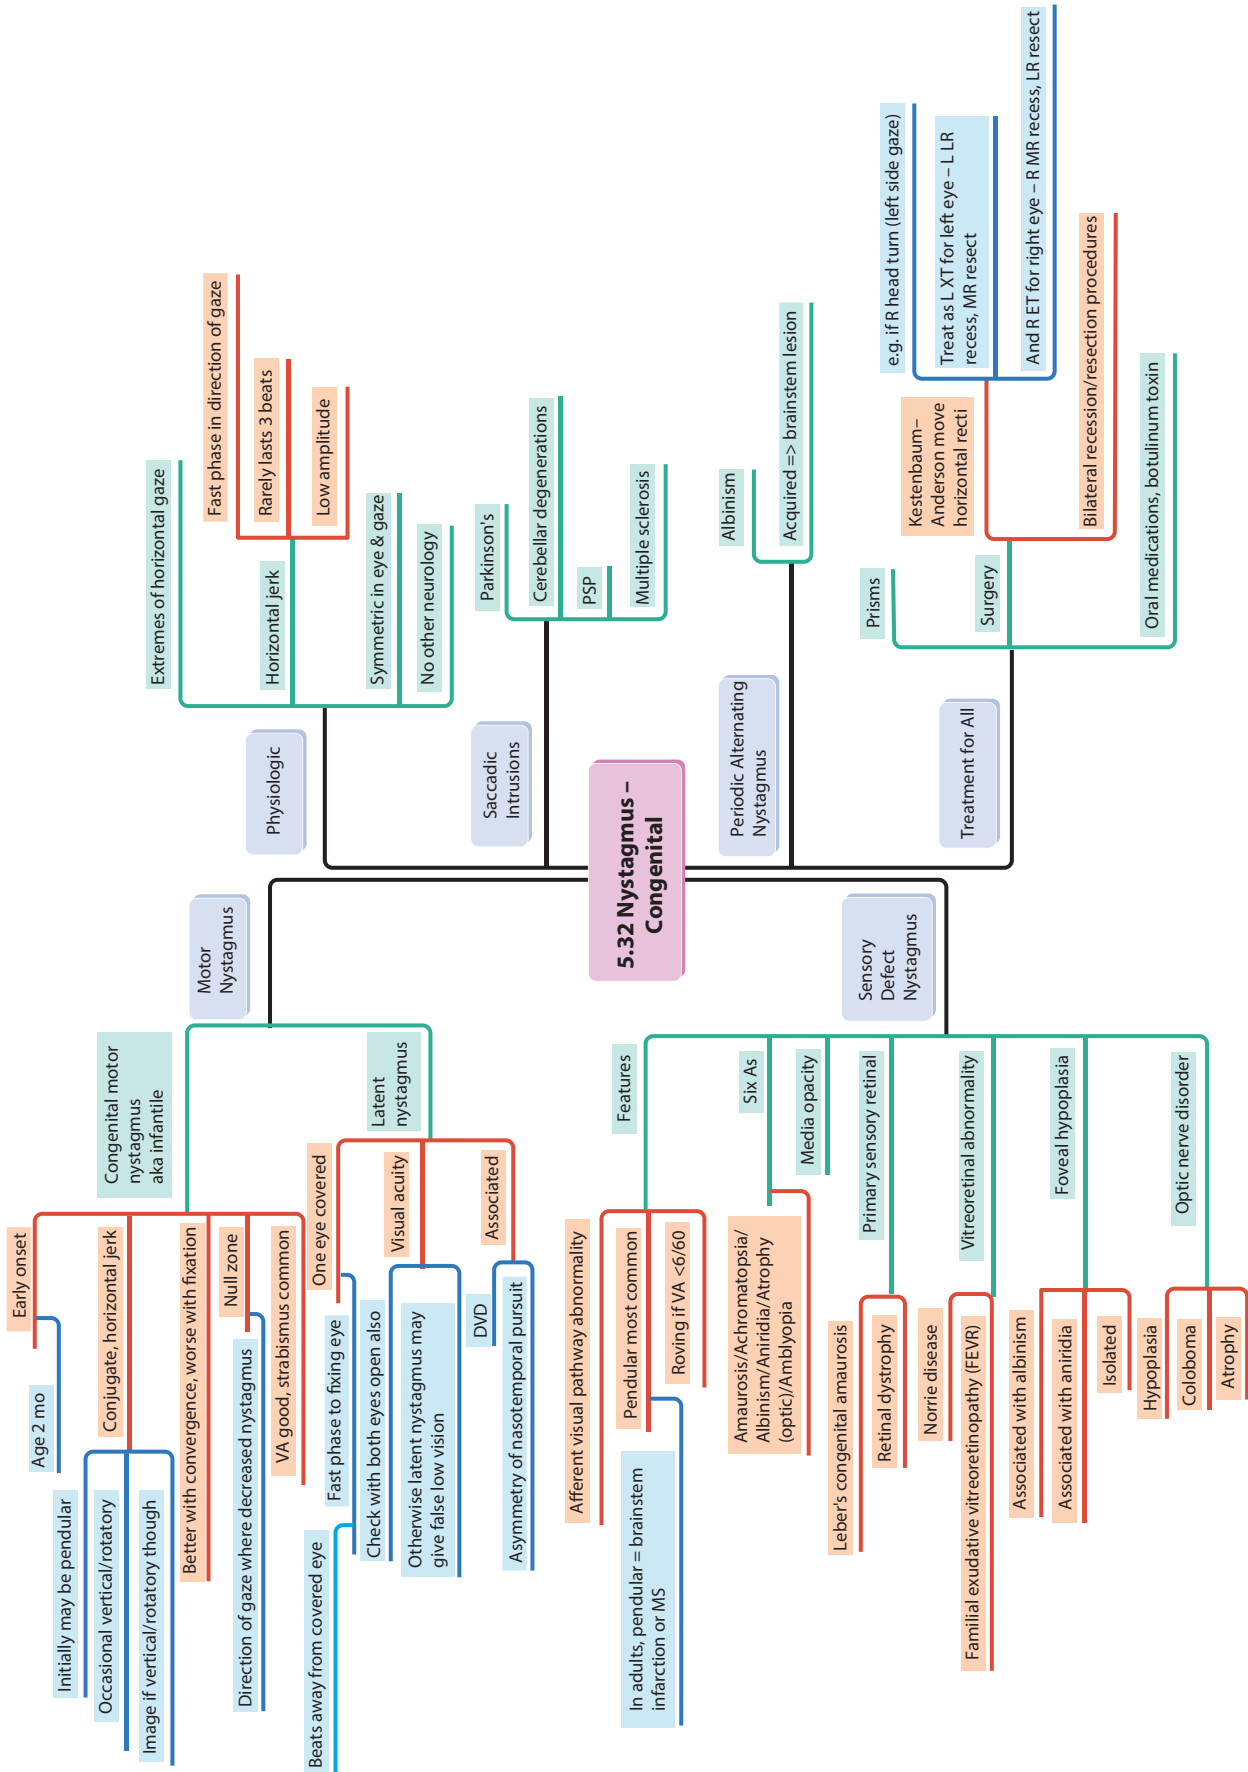 5.32 Nystagmus –
Congenital
Motor
Nystagmus
Congenital motor
nystagmus
aka infantile
Early onset
Age 2 mo
Conjugate, horizontal jerk
Initially may be pendular
Occasional vertical/rotatory
Image if vertical/rotatory though
Better with convergence, worse with fixation
Null zone
Direction of gaze where decreased nystagmus
VA good, strabismus common
Latent
nystagmus
One eye covered
Fast phase to fixing eye
Beats away from covered eye
Visual acuity
Check with both eyes open also
Otherwise latent nystagmus may
give false low vision
Associated
DVD
Asymmetry of nasotemporal pursuit
Sensory
Defect
Nystagmus
Features
Afferent visual pathway abnormality
Pendular most common
In adults, pendular = brainstem
infarction or MS
Roving if VA <6/60
Six As
Amaurosis/Achromatopsia/
Albinism/Aniridia/Atrophy
(optic)/Amblyopia
Media opacity
Primary sensory retinal
Leber's congenital amaurosis
Retinal dystrophy
Vitreoretinal abnormality
Norrie disease
Familial exudative vitreoretinopathy (FEVR)
Foveal hypoplasia
Associated with albinism
Associated with aniridia
Isolated
Optic nerve disorder
Hypoplasia
Coloboma
Atrophy
Physiologic
Extremes of horizontal gaze
Horizontal jerk
Fast phase in direction of gaze
Rarely lasts 3 beats
Low amplitude
Symmetric in eye & gaze
No other neurology
Saccadic
Intrusions
Parkinson's
Cerebellar degenerations
PSP
Multiple sclerosis
Periodic Alternating
Nystagmus
Albinism
Acquired => brainstem lesion
Treatment for All
Prisms
Surgery
Kestenbaum–
Anderson move
horizontal recti
e.g. if R head turn (left side gaze)
Treat as L XT for left eye – L LR
recess, MR resect
And R ET for right eye – R MR recess, LR resect
Bilateral recession/resection procedures
Oral medications, botulinum toxin